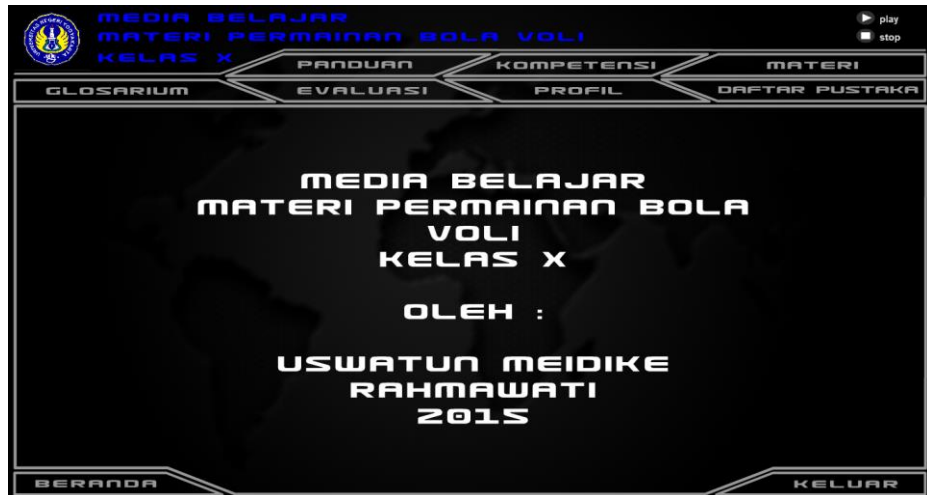 MEDIA BELAJAR
MATERI PERMAINAN BOLA VOLI
KELAS X
play
stop
PANDUAN
KOMPETENSI
MATERI
GLOSARIUM
EVALUASI
PROFIL
DAFTAR PUSTAKA
MEDIA BELAJAR
MATERI PERMAINAN BOLA
VOLI
KELAS X
OLEH :
USWATUN MEIDIKE
RAHMAWATI
2015
BERANDA
KELUAR